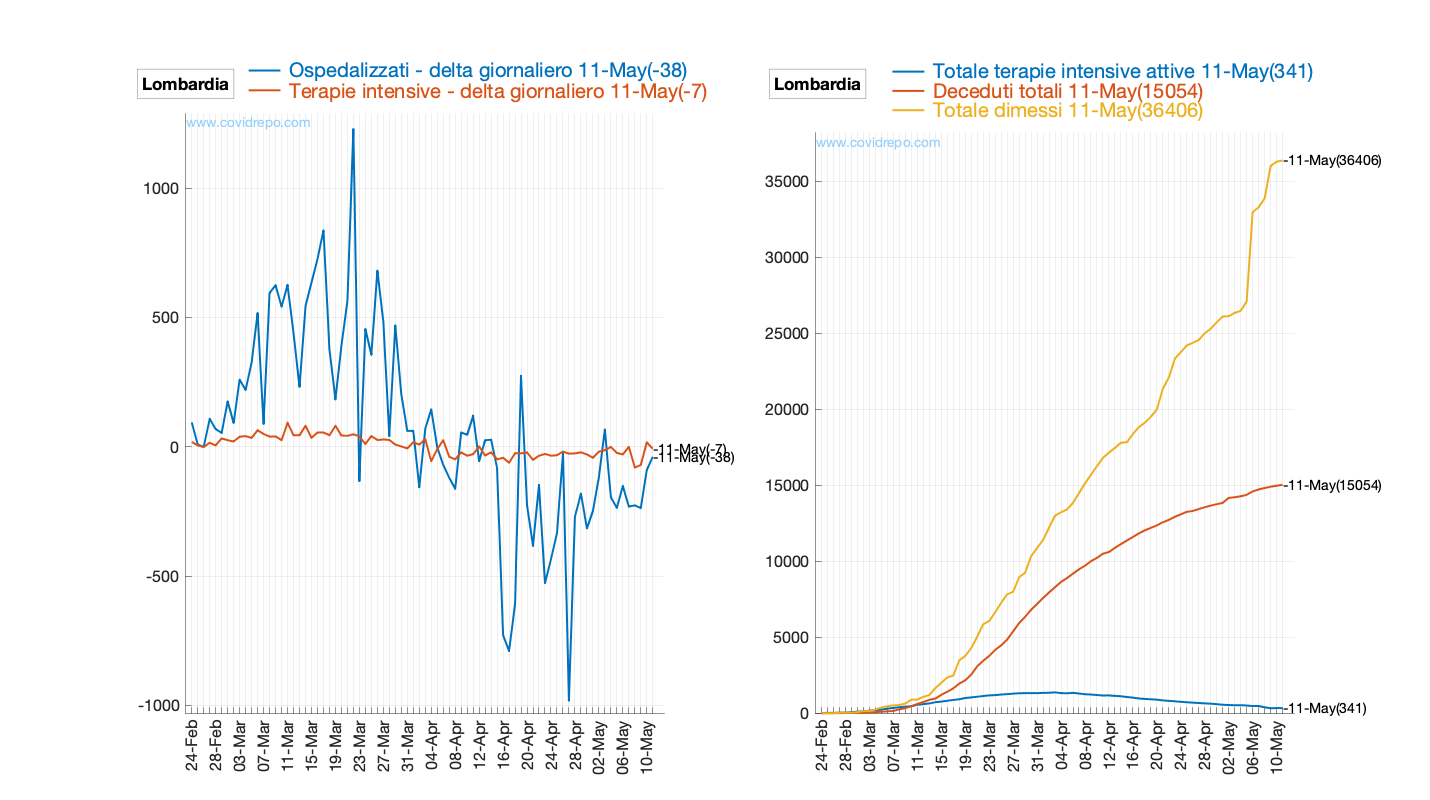 Lombardia
Ospedalizzati - delta giornaliero 11-May(-38)
Terapie intensive - delta giornaliero 11-May(-7)
www.covidrepo.com
1000
500
0
-500
-1000
-11-May(-7)
-11-May(-38)
24-Feb
28-Feb
03-Mar
07-Mar
11-Mar
15-Mar
19-Mar
23-Mar
27-Mar
31-Mar
04-Apr
08-Apr
12-Apr
16-Apr
20-Apr
24-Apr
28-Apr
02-May
06-May
10-May
Lombardia
Totale terapie intensive attive 11-May(341)
Deceduti totali 11-May(15054)
Totale dimessi 11-May(36406)
www.covidrepo.com
35000
30000
25000
20000
15000
10000
5000
0
-11-May(36406)
-11-May(15054)
-11-May(341)
24-Feb
28-Feb
03-Mar
07-Mar
11-Mar
15-Mar
19-Mar
23-Mar
27-Mar
31-Mar
04-Apr
08-Apr
12-Apr
16-Apr
20-Apr
24-Apr
28-Apr
02-May
06-May
10-May